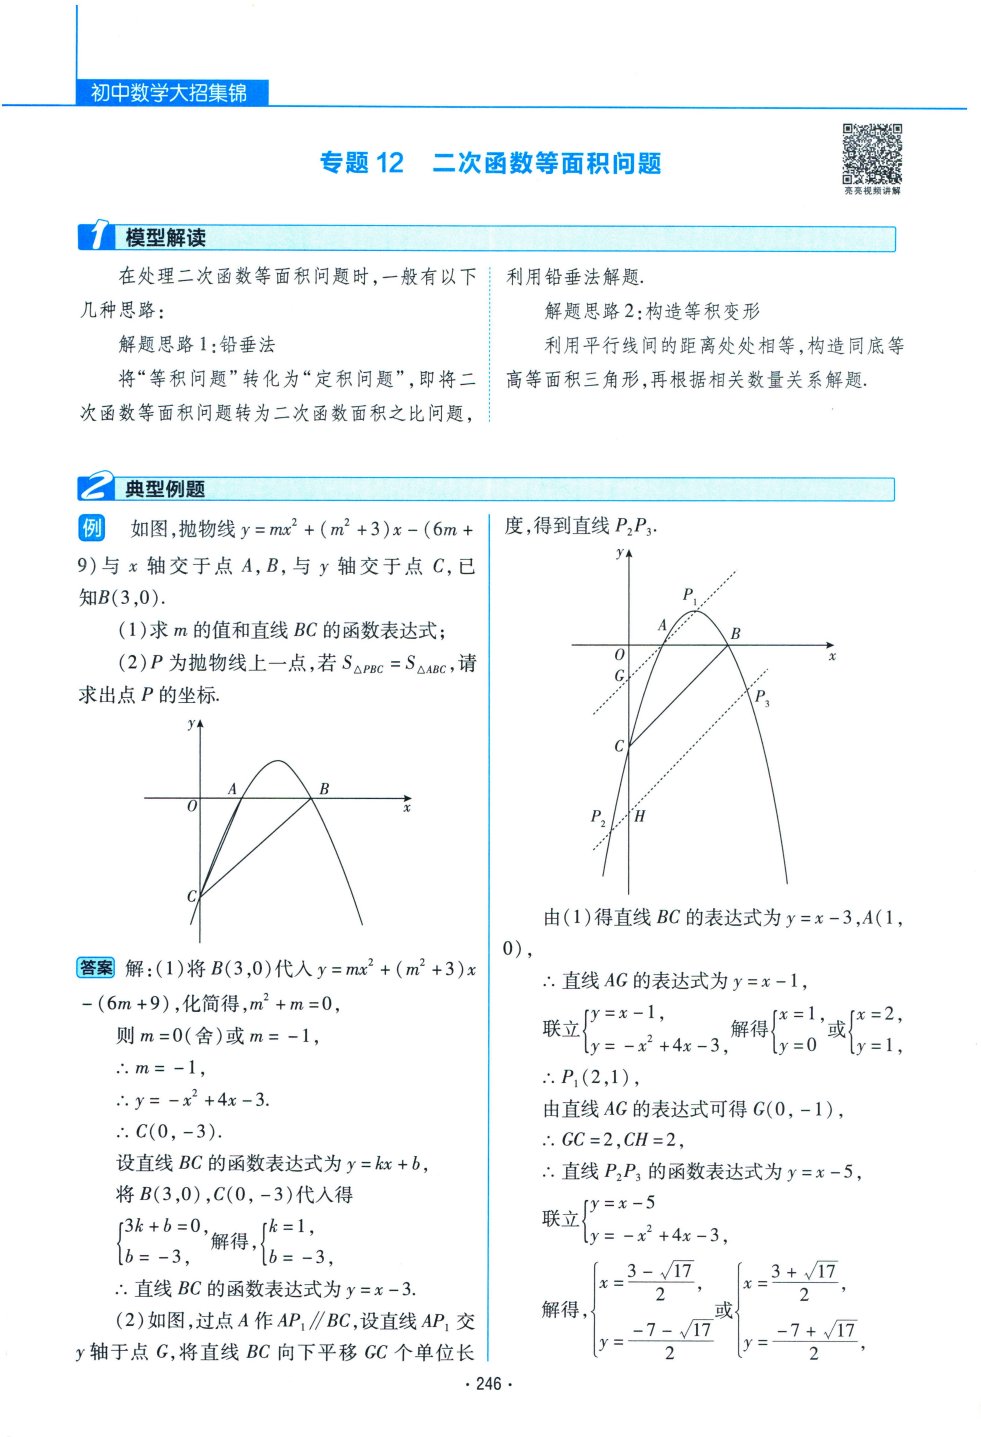 初中数学大招集锦
专题 12 二次函数等面积问题
亮亮视频讲解
1 模型解读
在处理二次函数等面积问题时,一般有以下
几种思路:
解题思路 1:铅垂法
将“等积问题”转化为“定积问题”,即将二
次函数等面积问题转为二次函数面积之比问题,
利用铅垂法解题.
解题思路 2:构造等积变形
利用平行线间的距离处处相等,构造同底等
高等面积三角形,再根据相关数量关系解题.
2 典型例题
例 如图,抛物线 y=mx²+(m²+3)x-(6m+
9)与 x 轴交于点 A,B,与 y 轴交于点 C,已
知B(3,0).
(1)求 m 的值和直线 BC 的函数表达式;
(2)P 为抛物线上一点,若 S△PBC=S△ABC,请
求出点 P 的坐标.
y
A
B
O
x
C
答案 解:(1)将 B(3,0)代入 y=mx²+(m²+3)x
-(6m+9),化简得,m²+m=0,
则 m=0(舍)或 m=-1,
∴ m=-1,
∴ y=-x²+4x-3.
∴ C(0,-3).
设直线 BC 的函数表达式为 y=kx+b,
将 B(3,0),C(0,-3)代入得
{3k+b=0, b=-3, 解得,{k=1, b=-3,
∴ 直线 BC 的函数表达式为 y=x-3.
(2)如图,过点 A 作 AP₁∥BC,设直线 AP₁ 交
y 轴于点 G,将直线 BC 向下平移 GC 个单位长
度,得到直线 P₂P₃.
y
P₁
A
B
O
x
G
P₃
C
P₂
H
由(1)得直线 BC 的表达式为 y=x-3,A(1,
0),
∴ 直线 AG 的表达式为 y=x-1,
联立{y=x-1, y=-x²+4x-3, 解得{x=1, y=0 或{x=2, y=1,
∴ P₁(2,1),
由直线 AG 的表达式可得 G(0,-1),
∴ GC=2,CH=2,
∴ 直线 P₂P₃ 的函数表达式为 y=x-5,
联立{y=x-5 y=-x²+4x-3,
解得,{x=(3-√17)/2, y=(-7-√17)/2 或{x=(3+√17)/2, y=(-7+√17)/2,
·246·